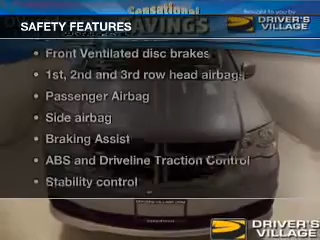 Sensational
SAVINGS
Brought to you by:
DRIVER'S
VILLAGE
SAFETY FEATURES
• Front Ventilated disc brakes
• 1st, 2nd and 3rd row head airbags
• Passenger Airbag
• Side airbag
• Braking Assist
• ABS and Driveline Traction Control
• Stability control
DRIVER'S
VILLAGE